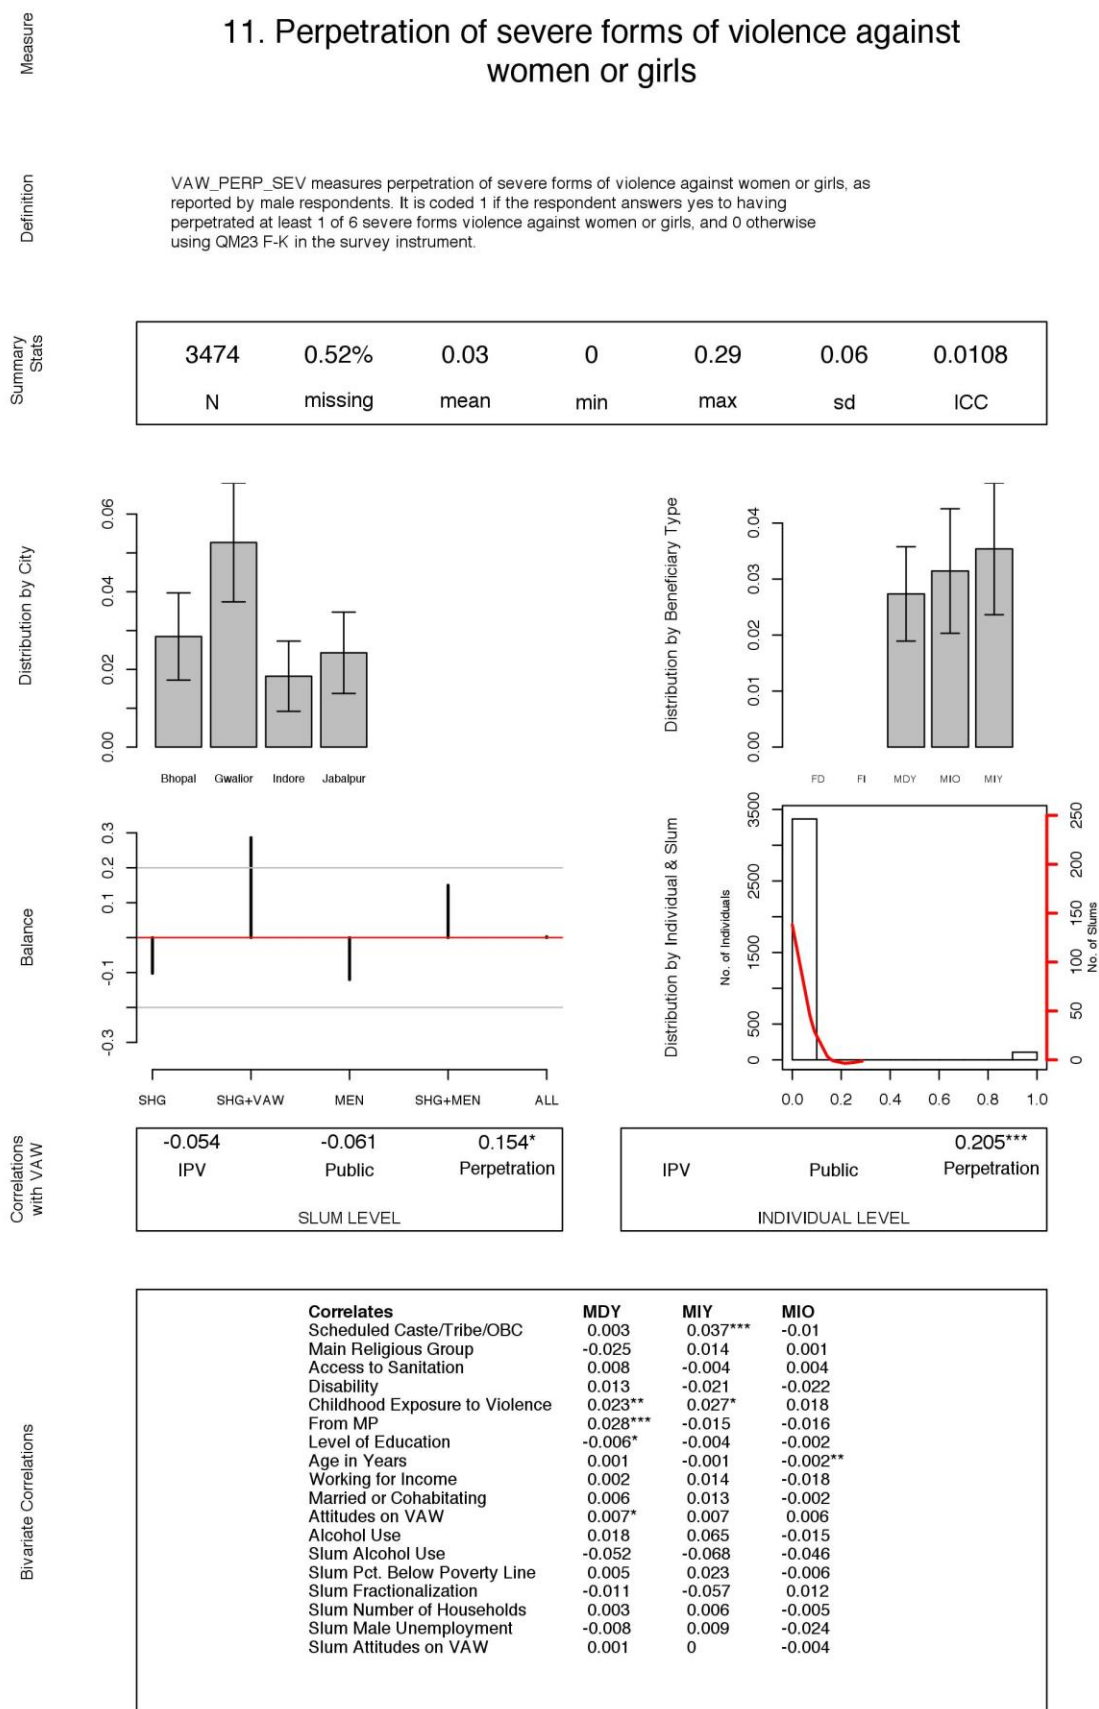 Measure
11. Perpetration of severe forms of violence against
women or girls
Definition
VAW_PERP_SEV measures perpetration of severe forms of violence against women or girls, as
reported by male respondents. It is coded 1 if the respondent answers yes to having
perpetrated at least 1 of 6 severe forms violence against women or girls, and 0 otherwise
using QM23 F-K in the survey instrument.
Summary
Stats
3474 0.52% 0.03 0 0.29 0.06 0.0108
N missing mean min max sd ICC
Distribution by City
0.06
0.04
0.02
0.00
Bhopal Gwalior Indore Jabalpur
Distribution by Beneficiary Type
0.04
0.03
0.02
0.01
0.00
FD FI MDY MIO MIY
Balance
0.3
0.2
0.1
-0.1
-0.3
SHG SHG+VAW MEN SHG+MEN ALL
Distribution by Individual & Slum
No. of Individuals
3500
2500
1500
500
0
250
200
150
100
50
0
No. of Slums
0.0 0.2 0.4 0.6 0.8 1.0
Correlations
with VAW
-0.054 -0.061 0.154*
IPV Public Perpetration
SLUM LEVEL
0.205***
IPV Public Perpetration
INDIVIDUAL LEVEL
Bivariate Correlations
Correlates MDY MIY MIO
Scheduled Caste/Tribe/OBC 0.003 0.037*** -0.01
Main Religious Group -0.025 0.014 0.001
Access to Sanitation 0.008 -0.004 0.004
Disability 0.013 -0.021 -0.022
Childhood Exposure to Violence 0.023** 0.027* 0.018
From MP 0.028*** -0.015 -0.016
Level of Education -0.006* -0.004 -0.002
Age in Years 0.001 -0.001 -0.002**
Working for Income 0.002 0.014 -0.018
Married or Cohabitating 0.006 0.013 -0.002
Attitudes on VAW 0.007* 0.007 0.006
Alcohol Use 0.018 0.065 -0.015
Slum Alcohol Use -0.052 -0.068 -0.046
Slum Pct. Below Poverty Line 0.005 0.023 -0.006
Slum Fractionalization -0.011 -0.057 0.012
Slum Number of Households 0.003 0.006 -0.005
Slum Male Unemployment -0.008 0.009 -0.024
Slum Attitudes on VAW 0.001 0 -0.004